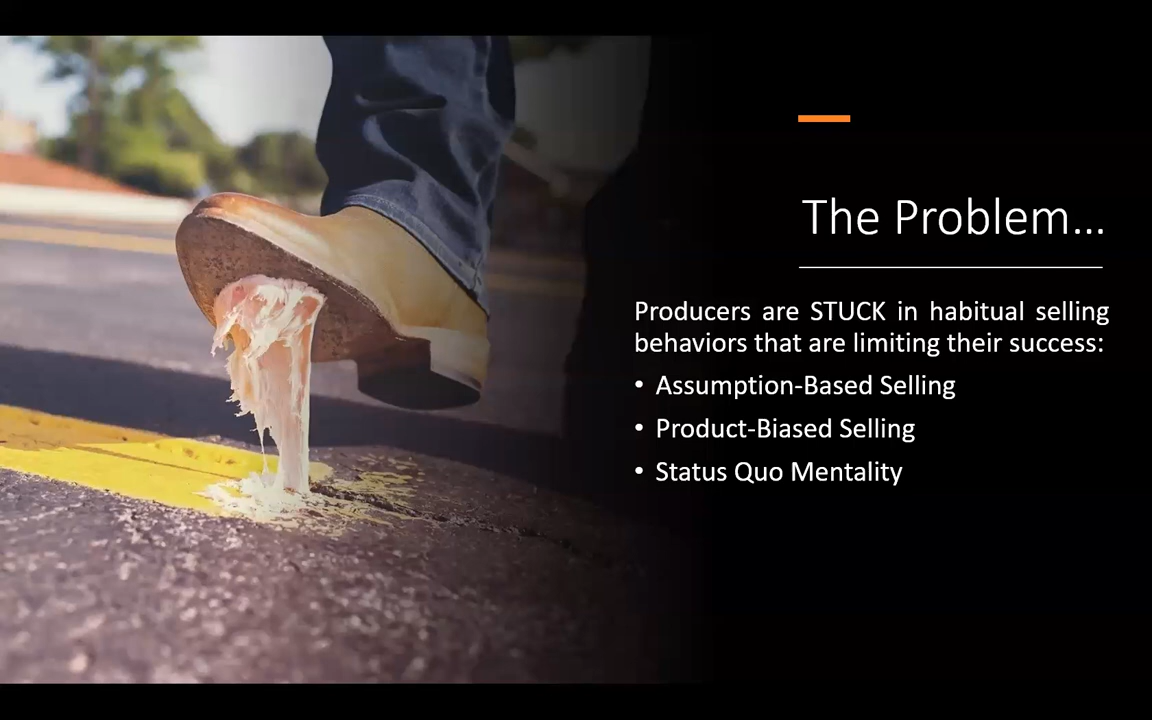 The Problem...
Producers are STUCK in habitual selling
behaviors that are limiting their success:
• Assumption-Based Selling
• Product-Biased Selling
• Status Quo Mentality